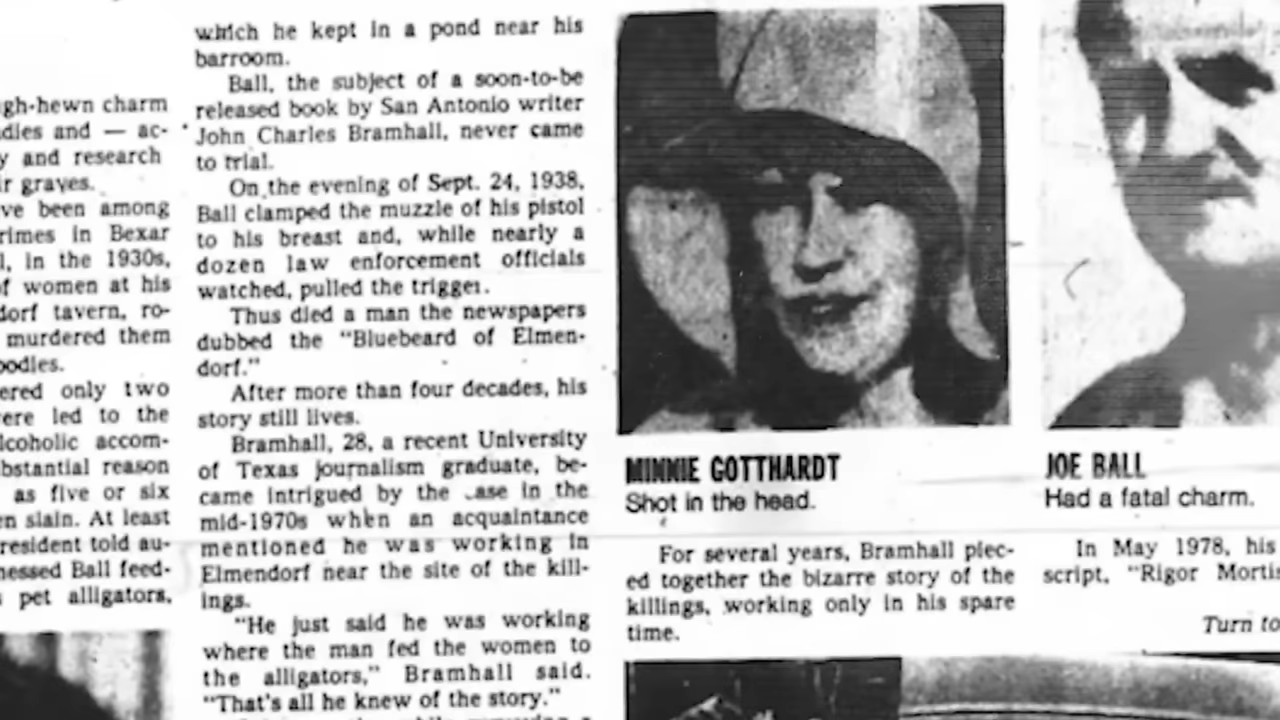 gh-hewn charm
dies and — ac-
y and research
ir graves.
ve been among
rimes in Bexar
l, in the 1930s,
of women at his
dorf tavern, ro-
murdered them
bodies.
ered only two
were led to the
lcoholic accom-
bstantial reason
as five or six
en slain. At least
resident told au-
nessed Ball feed-
pet alligators,
which he kept in a pond near his
barroom.
Ball, the subject of a soon-to-be
released book by San Antonio writer
John Charles Bramhall, never came
to trial.
On the evening of Sept. 24, 1938,
Ball clamped the muzzle of his pistol
to his breast and, while nearly a
dozen law enforcement officials
watched, pulled the trigger.
Thus died a man the newspapers
dubbed the "Bluebeard of Elmen-
dorf."
After more than four decades, his
story still lives.
Bramhall, 28, a recent University
of Texas journalism graduate, be-
came intrigued by the case in the
mid-1970s when an acquaintance
mentioned he was working in
Elmendorf near the site of the kill-
ings.
"He just said he was working
where the man fed the women to
the alligators," Bramhall said.
"That's all he knew of the story."
MINNIE GOTTHARDT
Shot in the head.
For several years, Bramhall piec-
ed together the bizarre story of the
killings, working only in his spare
time.
JOE BALL
Had a fatal charm.
In May 1978, his
script, "Rigor Mortis
Turn to